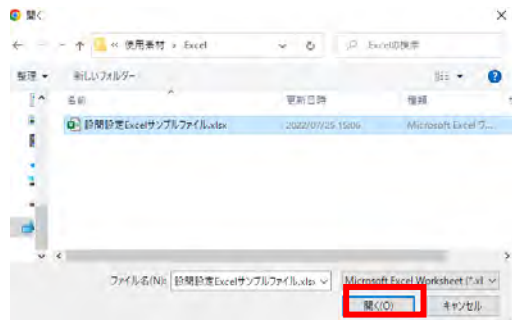 開く
« 使用素材 › Excel
Excelの検索
整理 ▾ 新しいフォルダー
名前 更新日時 種類
設問設定Excelサンプルファイル.xlsx 2022/07/25 15:06 Microsoft Excel ワ...
ファイル名(N): 設問設定Excelサンプルファイル.xlsx Microsoft Excel Worksheet (*.xl
開く(O) キャンセル